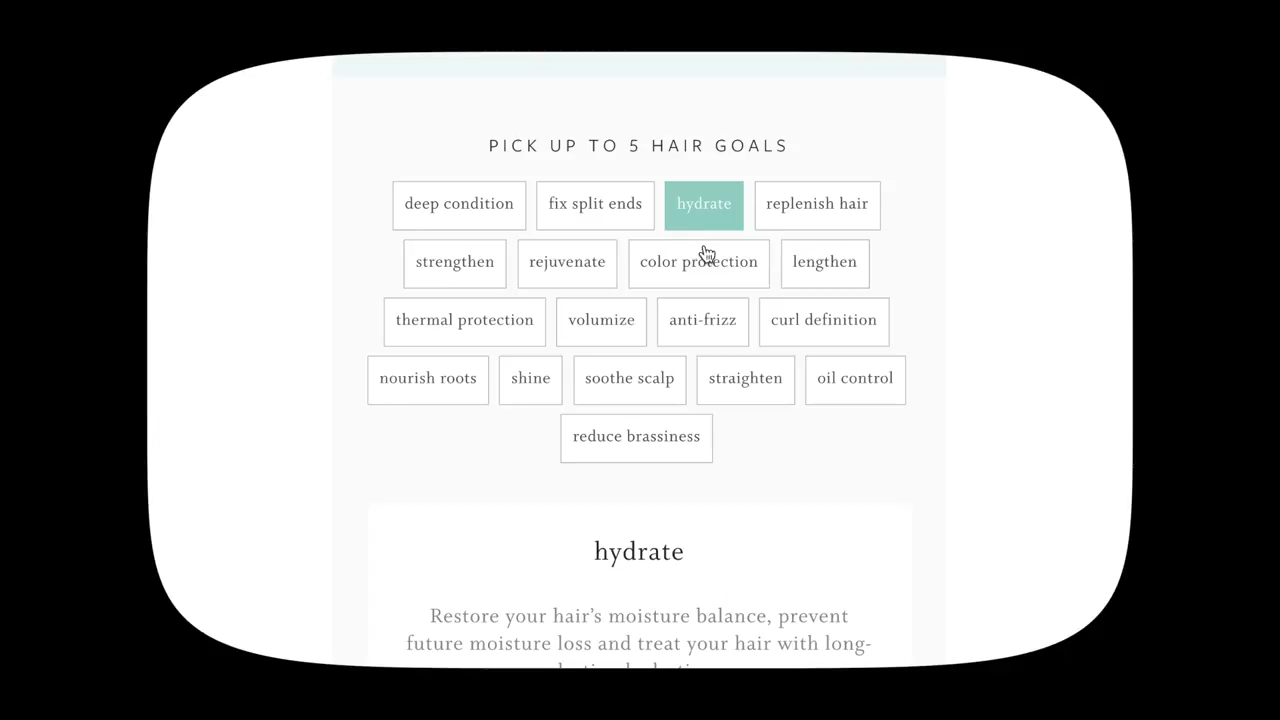 PICK UP TO 5 HAIR GOALS
deep condition fix split ends hydrate replenish hair
strengthen rejuvenate color protection lengthen
thermal protection volumize anti-frizz curl definition
nourish roots shine soothe scalp straighten oil control
reduce brassiness
hydrate
Restore your hair’s moisture balance, prevent
future moisture loss and treat your hair with long-